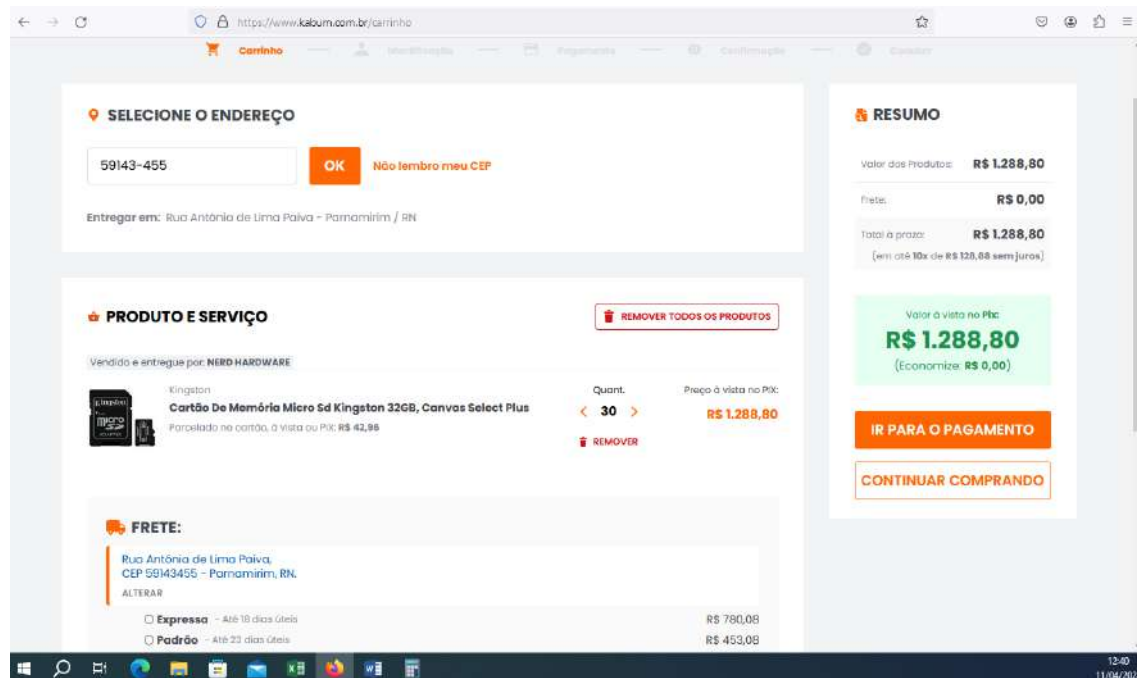 https://www.kabum.com.br/carrinho
Carrinho
Identificação
Pagamento
Confirmação
SELECIONE O ENDEREÇO
59143-455
OK
Não lembro meu CEP
Entregar em: Rua Antônia de Lima Paiva - Parnamirim / RN
PRODUTO E SERVIÇO
REMOVER TODOS OS PRODUTOS
Vendido e entregue por: NERD HARDWARE
Kingston
Cartão De Memória Micro Sd Kingston 32GB, Canvas Select Plus
Parcelado no cartão, à vista ou PIX: R$ 42,96
Quant.
30
REMOVER
Preço à vista no PIX:
R$ 1.288,80
FRETE:
Rua Antônia de Lima Paiva,
CEP 59143455 - Parnamirim, RN.
ALTERAR
Expressa - Até 18 dias úteis
R$ 780,08
Padrão - Até 23 dias úteis
R$ 453,08
RESUMO
Valor dos Produtos: R$ 1.288,80
Frete: R$ 0,00
Total à prazo: R$ 1.288,80
(em até 10x de R$ 128,88 sem juros)
Valor à vista no Pix:
R$ 1.288,80
(Economize: R$ 0,00)
IR PARA O PAGAMENTO
CONTINUAR COMPRANDO
12:40